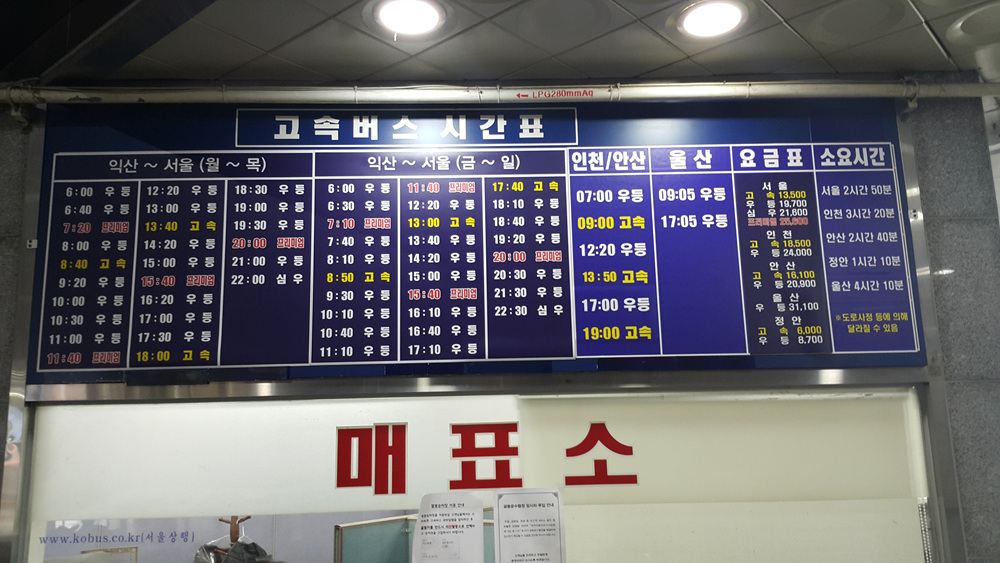 ← LPG280mmAq
고속버스 시간표
익산 ~ 서울 (월 ~ 목)
6:00 우등
6:40 우등
7:20 프리미엄
8:00 우등
8:40 고속
9:20 우등
10:00 우등
10:30 우등
11:00 우등
11:40 프리미엄
12:20 우등
13:00 우등
13:40 고속
14:20 우등
15:00 우등
15:40 프리미엄
16:20 우등
17:00 우등
17:30 우등
18:00 고속
18:30 우등
19:00 우등
19:30 우등
20:00 프리미엄
21:00 우등
22:00 심우
익산 ~ 서울 (금 ~ 일)
6:00 우등
6:30 우등
7:10 프리미엄
7:40 우등
8:10 우등
8:50 고속
9:30 우등
10:10 우등
10:40 우등
11:10 우등
11:40 프리미엄
12:20 우등
13:00 고속
13:40 우등
14:20 우등
15:00 우등
15:40 프리미엄
16:10 우등
16:40 우등
17:10 우등
17:40 고속
18:10 우등
18:40 우등
19:20 우등
20:00 프리미엄
20:30 우등
21:30 우등
22:30 심우
인천/안산
07:00 우등
09:00 고속
12:20 우등
13:50 고속
17:00 우등
19:00 고속
울산
09:05 우등
17:05 우등
요금표
서울
고속 13,500
우등 19,700
심우 21,600
프리미엄 25,600
인천
고속 16,500
우등 24,000
안산
고속 16,100
우등 20,900
울산
우등 31,100
정안
고속 6,000
우등 8,700
소요시간
서울 2시간 50분
인천 3시간 20분
안산 2시간 40분
정안 1시간 10분
울산 4시간 10분
※도로사정 등에 의해
달라질 수 있음
매표소
www.kobus.co.kr(서울상행)